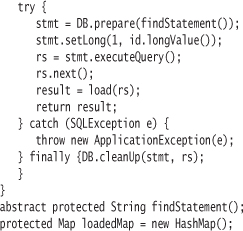 try {
stmt = DB.prepare(findStatement());
stmt.setLong(1, id.longValue());
rs = stmt.executeQuery();
rs.next();
result = load(rs);
return result;
} catch (SQLException e) {
throw new ApplicationException(e);
} finally {DB.cleanUp(stmt, rs);
}
}
abstract protected String findStatement();
protected Map loadedMap = new HashMap();